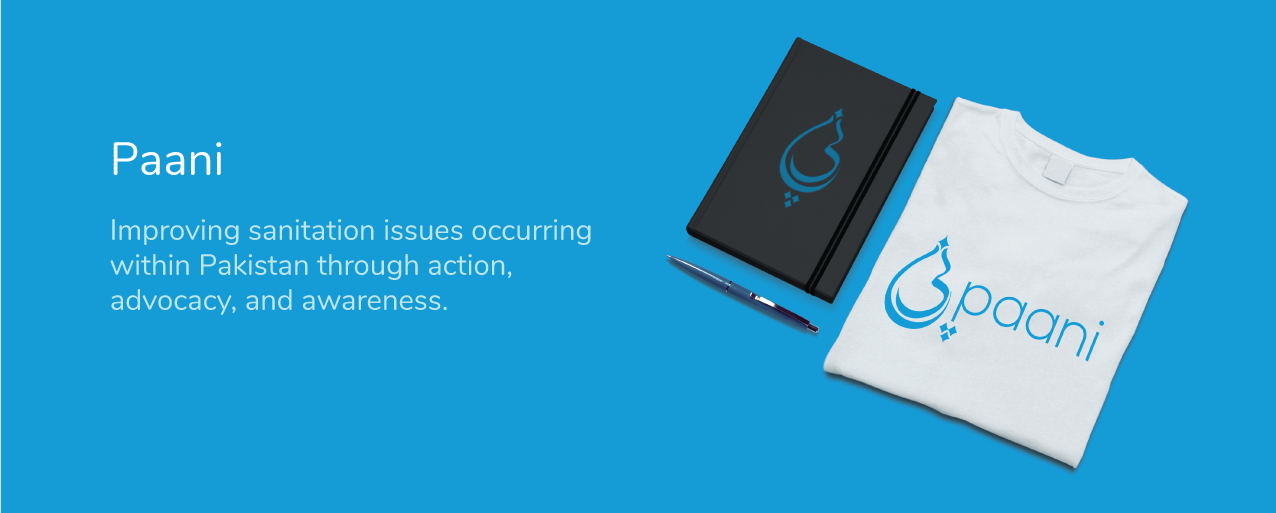 Paani
Improving sanitation issues occurring
within Pakistan through action,
advocacy, and awareness.
paani